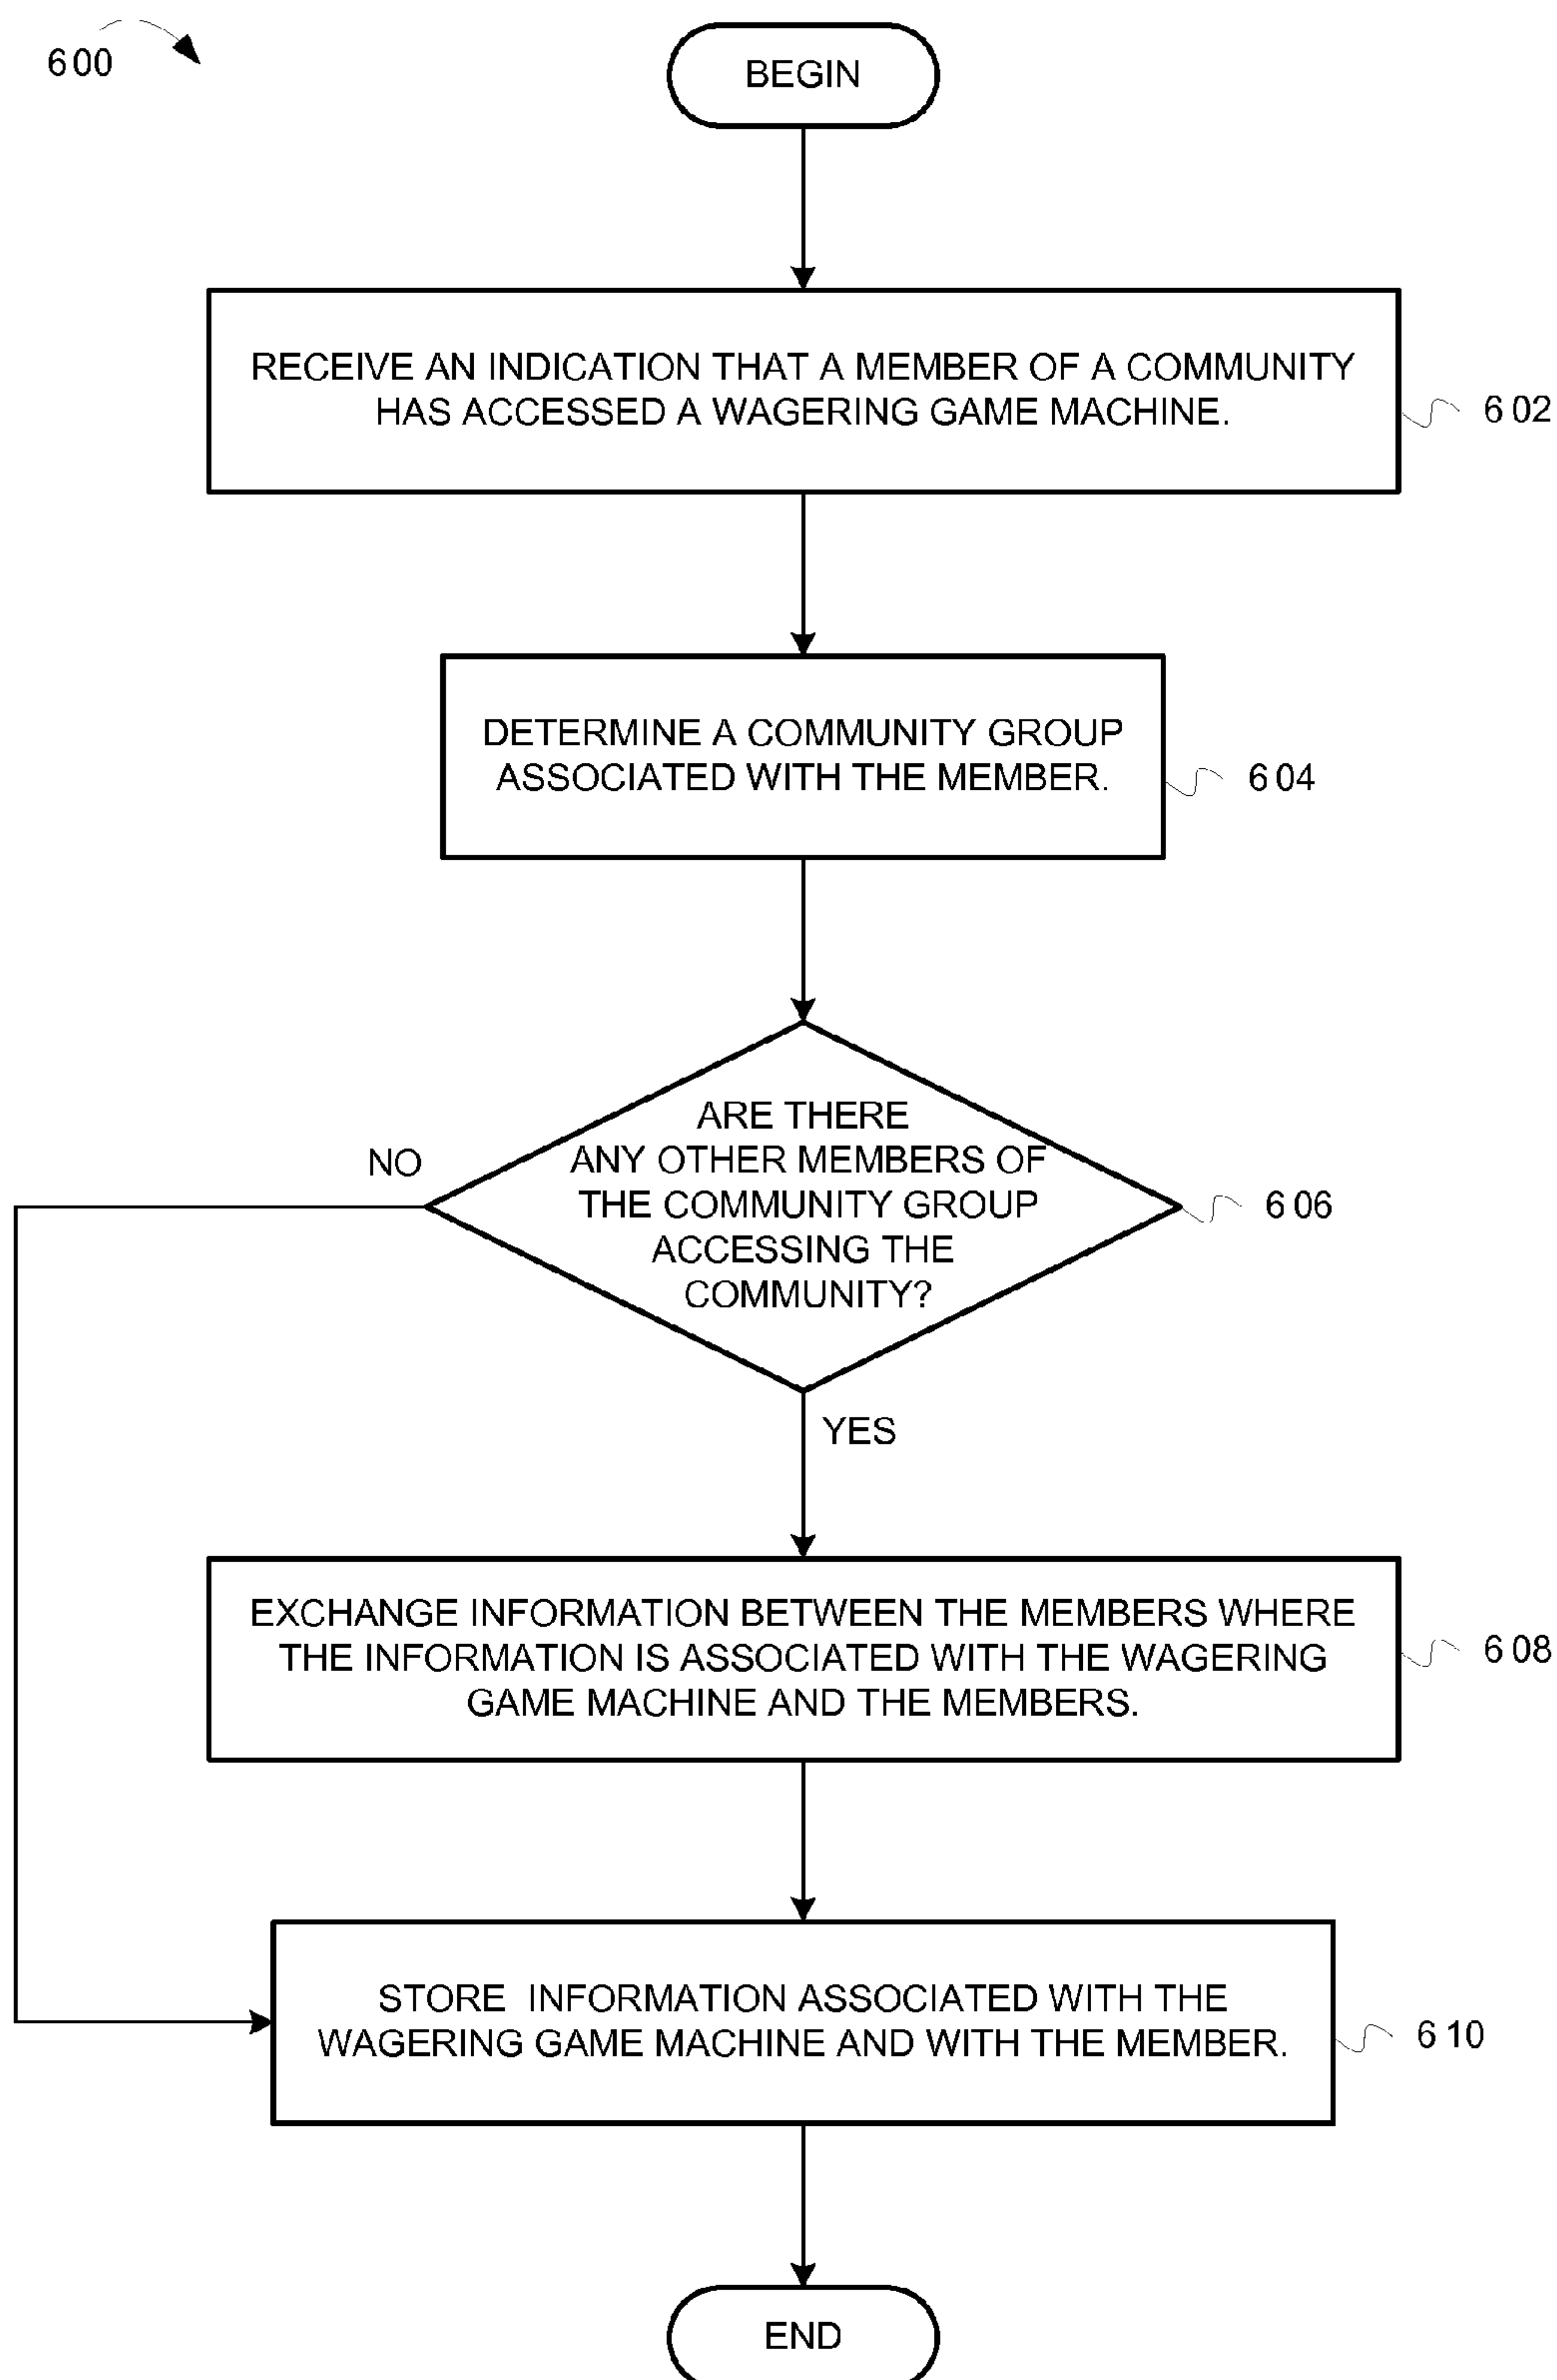 600
BEGIN
RECEIVE AN INDICATION THAT A MEMBER OF A COMMUNITY
HAS ACCESSED A WAGERING GAME MACHINE.
602
DETERMINE A COMMUNITY GROUP
ASSOCIATED WITH THE MEMBER.
604
ARE THERE
ANY OTHER MEMBERS OF
THE COMMUNITY GROUP
ACCESSING THE
COMMUNITY?
NO
606
YES
EXCHANGE INFORMATION BETWEEN THE MEMBERS WHERE
THE INFORMATION IS ASSOCIATED WITH THE WAGERING
GAME MACHINE AND THE MEMBERS.
608
STORE INFORMATION ASSOCIATED WITH THE
WAGERING GAME MACHINE AND WITH THE MEMBER.
610
END